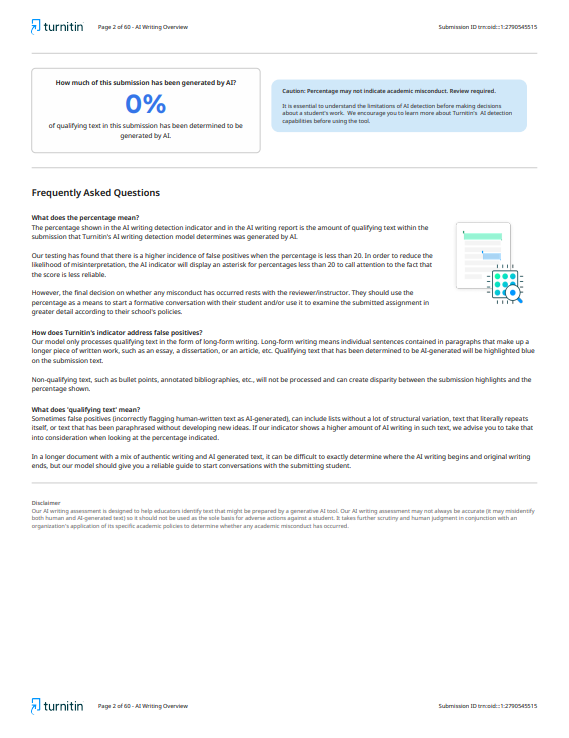 turnitin Page 2 of 60 - AI Writing Overview Submission ID trn:oid:::1:2790545515
How much of this submission has been generated by AI?
0%
of qualifying text in this submission has been determined to be
generated by AI.
Caution: Percentage may not indicate academic misconduct. Review required.
It is essential to understand the limitations of AI detection before making decisions
about a student's work. We encourage you to learn more about Turnitin's AI detection
capabilities before using the tool.
Frequently Asked Questions
What does the percentage mean?
The percentage shown in the AI writing detection indicator and in the AI writing report is the amount of qualifying text within the
submission that Turnitin's AI writing detection model determines was generated by AI.
Our testing has found that there is a higher incidence of false positives when the percentage is less than 20. In order to reduce the
likelihood of misinterpretation, the AI indicator will display an asterisk for percentages less than 20 to call attention to the fact that
the score is less reliable.
However, the final decision on whether any misconduct has occurred rests with the reviewer/instructor. They should use the
percentage as a means to start a formative conversation with their student and/or use it to examine the submitted assignment in
greater detail according to their school's policies.
How does Turnitin's indicator address false positives?
Our model only processes qualifying text in the form of long-form writing. Long-form writing means individual sentences contained in paragraphs that make up a
longer piece of written work, such as an essay, a dissertation, or an article, etc. Qualifying text that has been determined to be AI-generated will be highlighted blue
on the submission text.
Non-qualifying text, such as bullet points, annotated bibliographies, etc., will not be processed and can create disparity between the submission highlights and the
percentage shown.
What does 'qualifying text' mean?
Sometimes false positives (incorrectly flagging human-written text as AI-generated), can include lists without a lot of structural variation, text that literally repeats
itself, or text that has been paraphrased without developing new ideas. If our indicator shows a higher amount of AI writing in such text, we advise you to take that
into consideration when looking at the percentage indicated.
In a longer document with a mix of authentic writing and AI generated text, it can be difficult to exactly determine where the AI writing begins and original writing
ends, but our model should give you a reliable guide to start conversations with the submitting student.
Disclaimer
Our AI writing assessment is designed to help educators identify text that might be prepared by a generative AI tool. Our AI writing assessment may not always be accurate (it may misidentify
both human and AI-generated text) so it should not be used as the sole basis for adverse actions against a student. It takes further scrutiny and human judgment in conjunction with an
organization's application of its specific academic policies to determine whether any academic misconduct has occurred.
turnitin Page 2 of 60 - AI Writing Overview Submission ID trn:oid:::1:2790545515